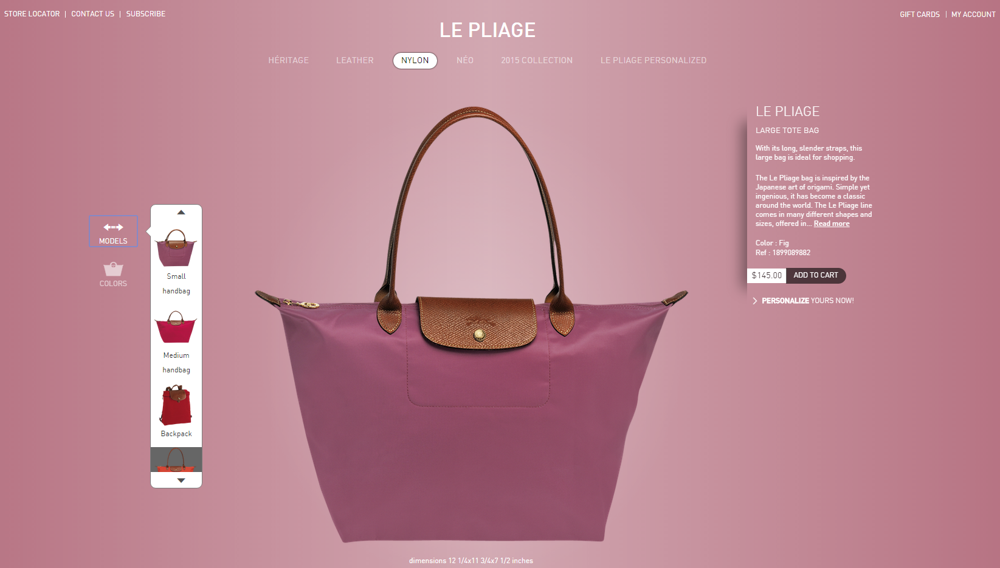 STORE LOCATOR | CONTACT US | SUBSCRIBE
GIFT CARDS | MY ACCOUNT
LE PLIAGE
HÉRITAGE LEATHER NYLON NÉO 2015 COLLECTION LE PLIAGE PERSONALIZED
MODELS
COLORS
Small
handbag
Medium
handbag
Backpack
LE PLIAGE
LARGE TOTE BAG
With its long, slender straps, this
large bag is ideal for shopping.
The Le Pliage bag is inspired by the
Japanese art of origami. Simple yet
ingenious, it has become a classic
around the world. The Le Pliage line
comes in many different shapes and
sizes, offered in... Read more
Color : Fig
Ref : 1899089882
$145.00 ADD TO CART
PERSONALIZE YOURS NOW!
dimensions 12 1/4x11 3/4x7 1/2 inches